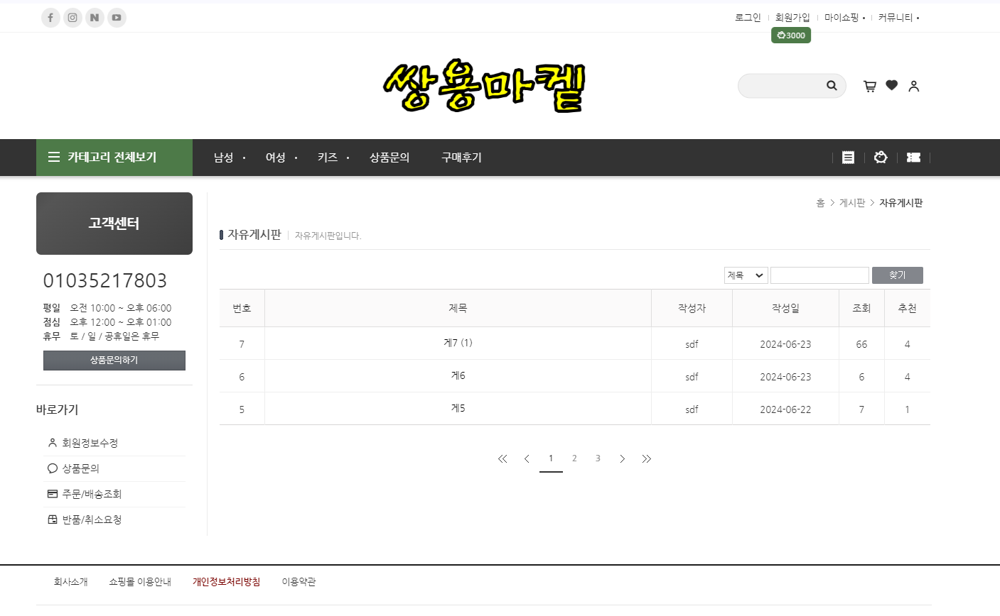 로그인 회원가입 마이쇼핑 커뮤니티
3000
쌍용마켙
카테고리 전체보기 남성 여성 키즈 상품문의 구매후기
고객센터
01035217803
평일 오전 10:00 ~ 오후 06:00
점심 오후 12:00 ~ 오후 01:00
휴무 토 / 일 / 공휴일은 휴무
상품문의하기
바로가기
회원정보수정
상품문의
주문/배송조회
반품/취소요청
홈 > 게시판 > 자유게시판
자유게시판 자유게시판입니다.
제목 찾기
번호 제목 작성자 작성일 조회 추천
7 게7 (1) sdf 2024-06-23 66 4
6 게6 sdf 2024-06-23 6 4
5 게5 sdf 2024-06-22 7 1
1 2 3
회사소개 쇼핑몰 이용안내 개인정보처리방침 이용약관